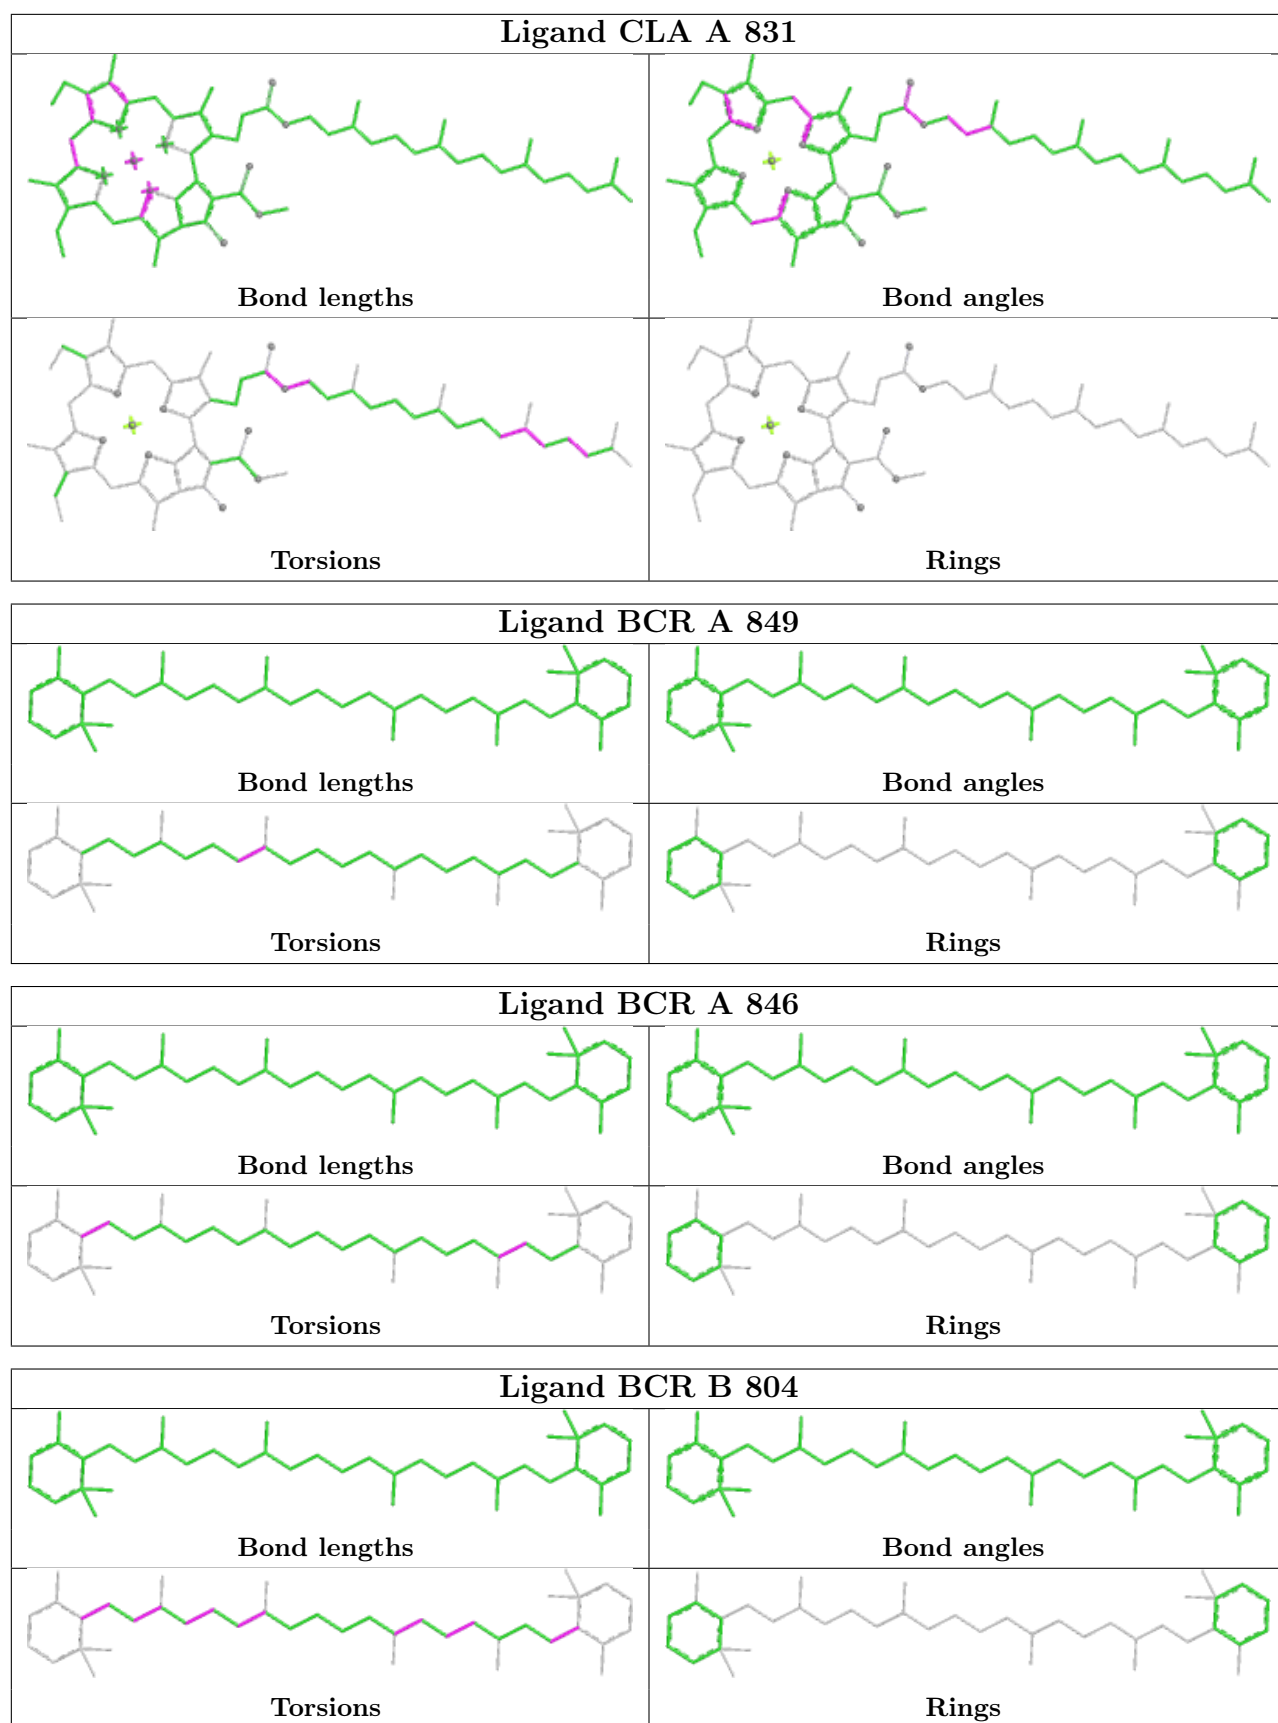 Ligand CLA A 831
Bond lengths
Bond angles
Torsions
Rings
Ligand BCR A 849
Bond lengths
Bond angles
Torsions
Rings
Ligand BCR A 846
Bond lengths
Bond angles
Torsions
Rings
Ligand BCR B 804
Bond lengths
Bond angles
Torsions
Rings